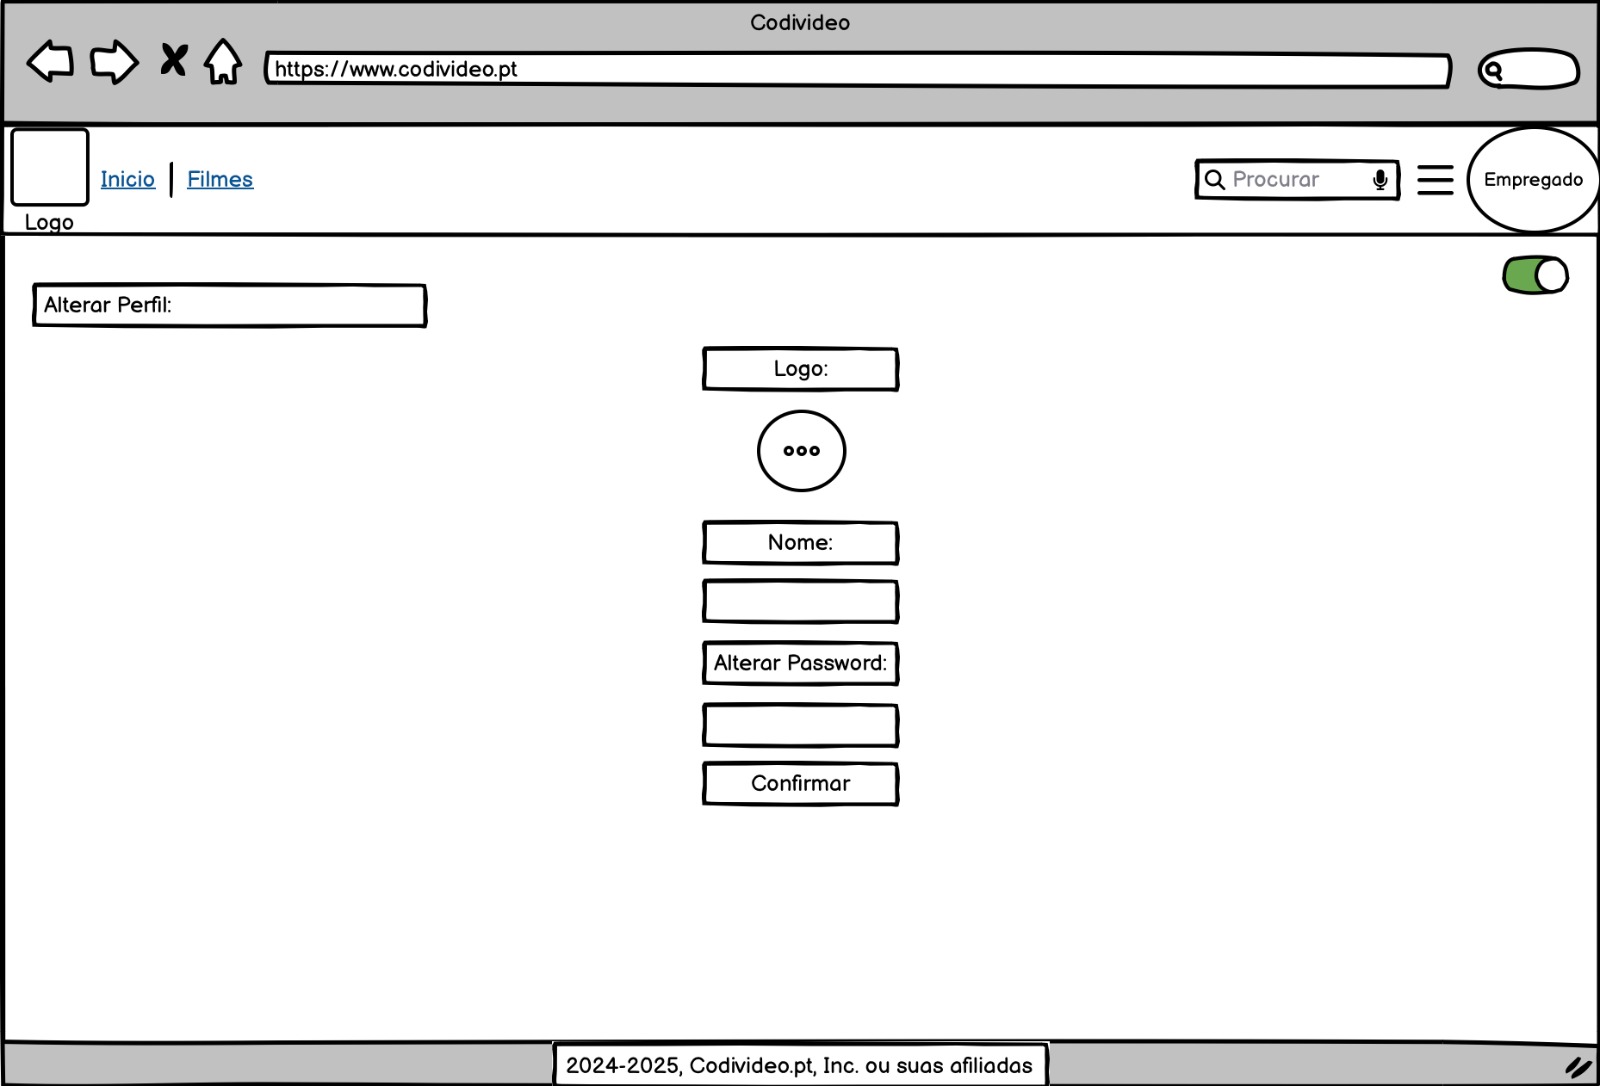 Codivideo
https://www.codivideo.pt
Logo
Inicio
Filmes
Procurar
Empregado
Alterar Perfil:
Logo:
Nome:
Alterar Password:
Confirmar
2024-2025, Codivideo.pt, Inc. ou suas afiliadas